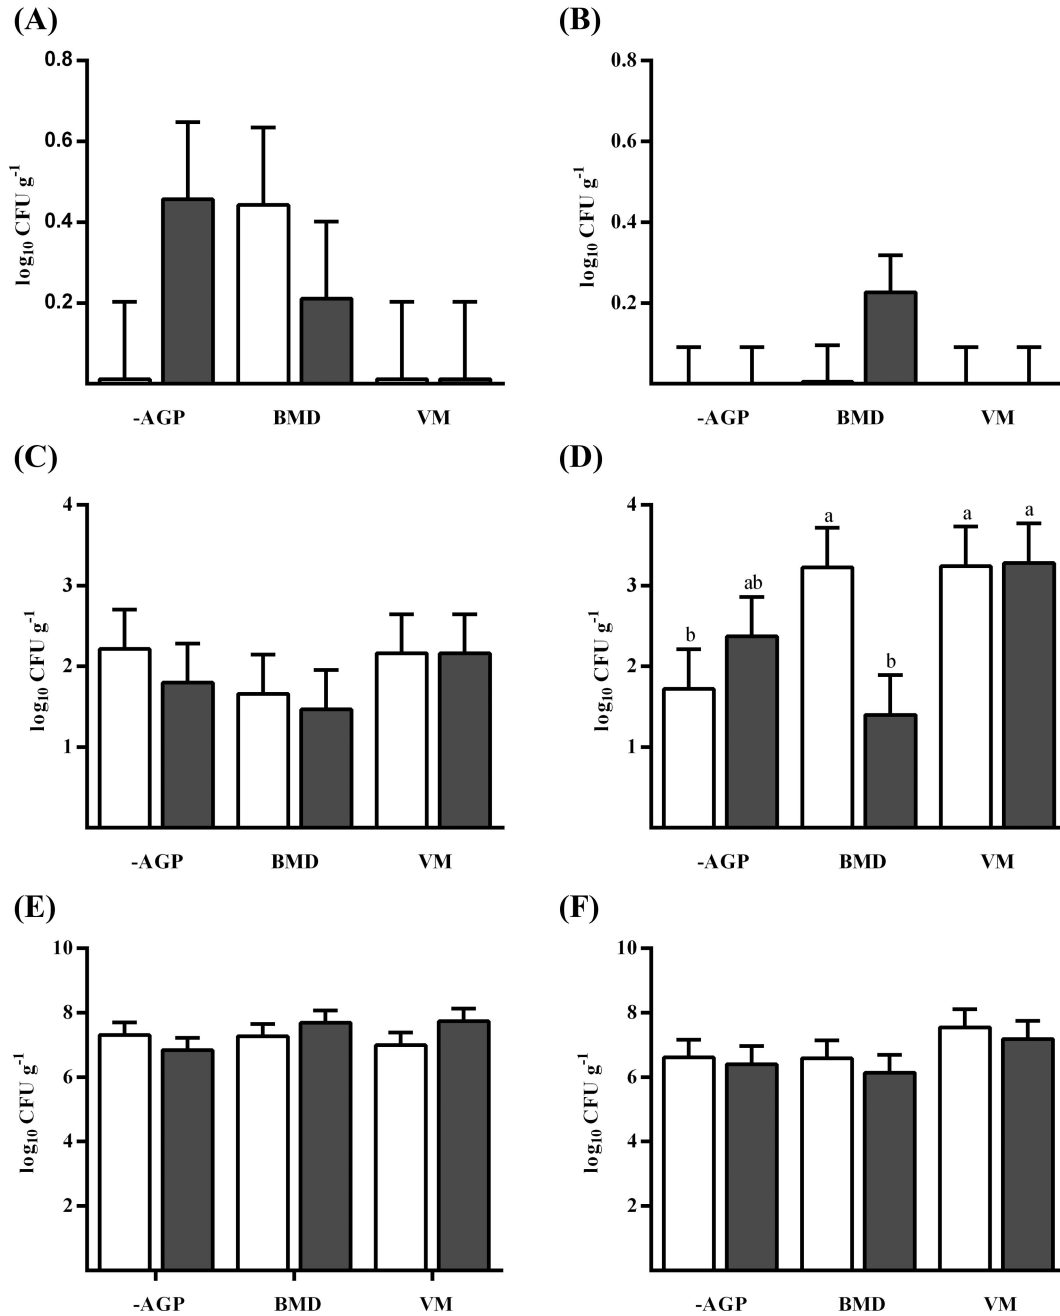 (A)
0.8
0.6
0.4
0.2
log10 CFU g-1
-AGP BMD VM
(B)
0.8
0.6
0.4
0.2
log10 CFU g-1
-AGP BMD VM
(C)
4
3
2
1
log10 CFU g-1
-AGP BMD VM
(D)
4
3
2
1
log10 CFU g-1
b ab a b a a
-AGP BMD VM
(E)
10
8
6
4
2
log10 CFU g-1
-AGP BMD VM
(F)
10
8
6
4
2
log10 CFU g-1
-AGP BMD VM